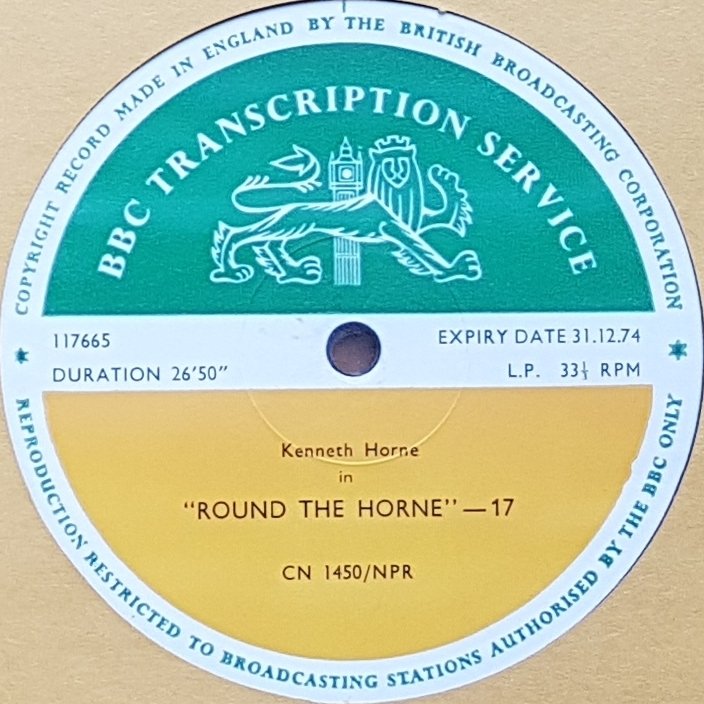 COPYRIGHT RECORD MADE IN ENGLAND BY THE BRITISH BROADCASTING CORPORATION
BBC TRANSCRIPTION SERVICE
117665
EXPIRY DATE 31.12.74
DURATION 26'50"
L.P. 33⅓ RPM
Kenneth Horne
in
"ROUND THE HORNE" — 17
CN 1450/NPR
REPRODUCTION RESTRICTED TO BROADCASTING STATIONS AUTHORISED BY THE BBC ONLY